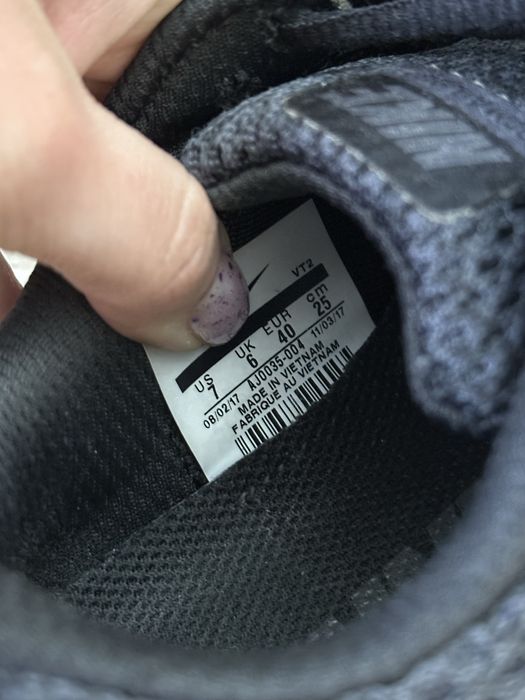 NIKE
VT2
US UK EUR cm
7 6 40 25
08/02/17 AJ0035-004 11/03/17
MADE IN VIETNAM
FABRIQUE AU VIETNAM